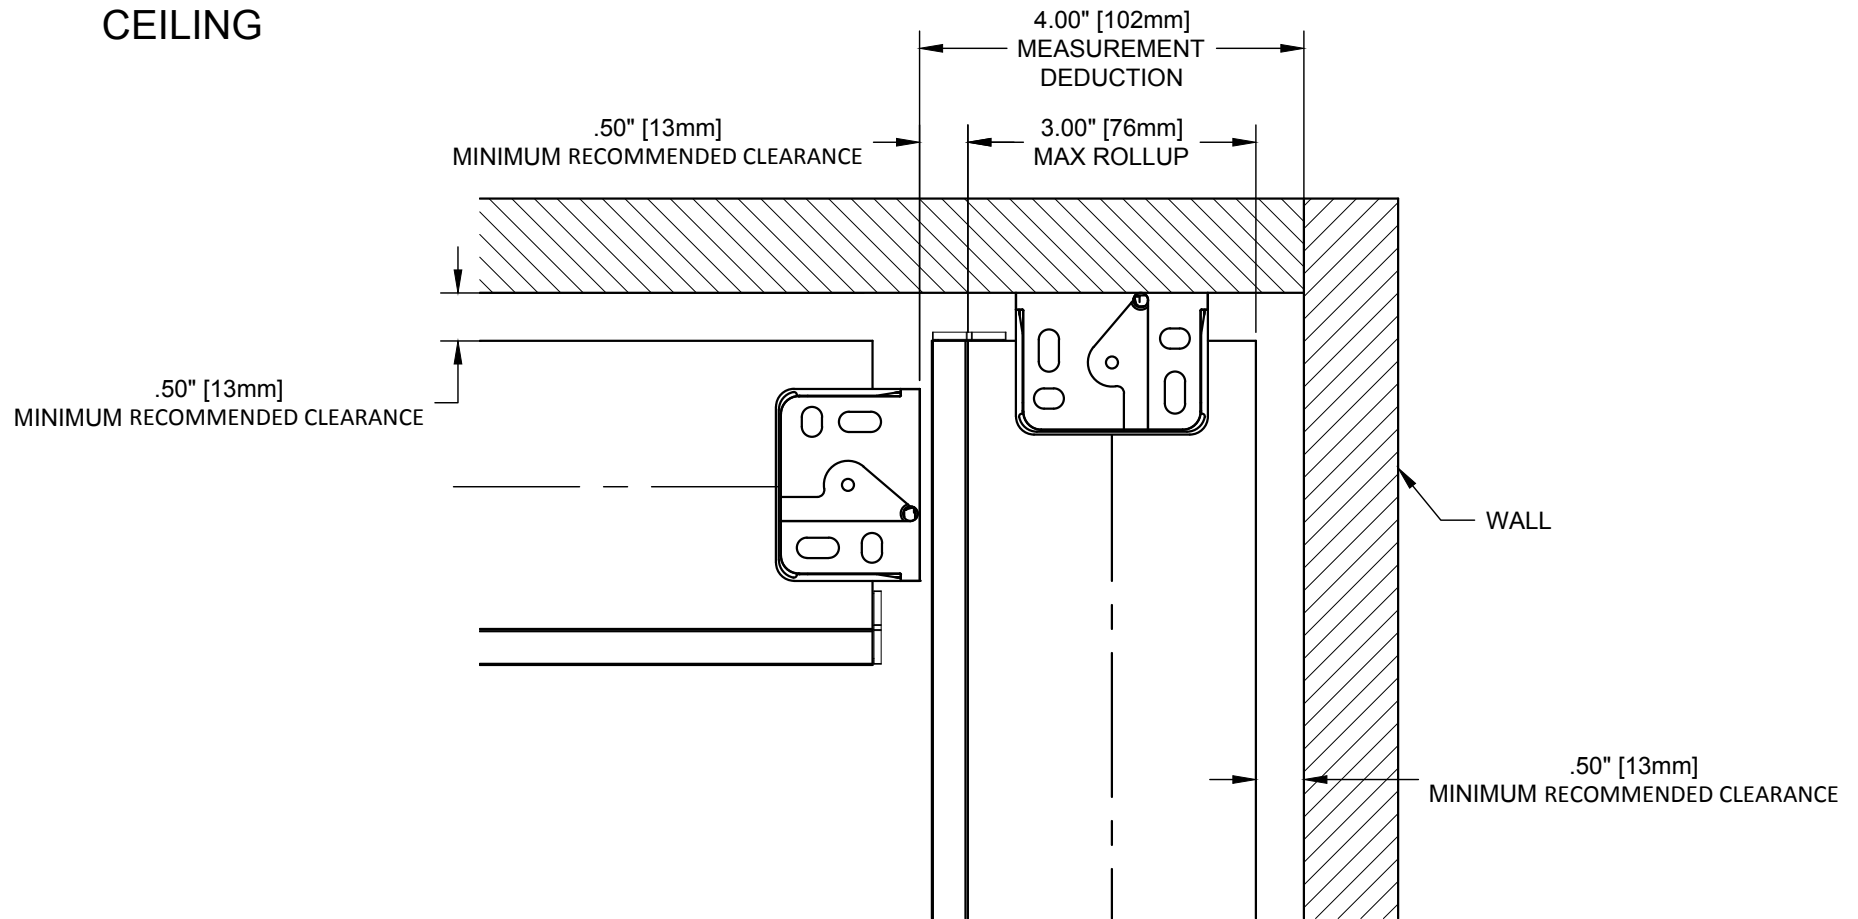 CEILING
4.00" [102mm]
MEASUREMENT
DEDUCTION
.50" [13mm]
MINIMUM RECOMMENDED CLEARANCE
3.00" [76mm]
MAX ROLLUP
.50" [13mm]
MINIMUM RECOMMENDED CLEARANCE
WALL
.50" [13mm]
MINIMUM RECOMMENDED CLEARANCE